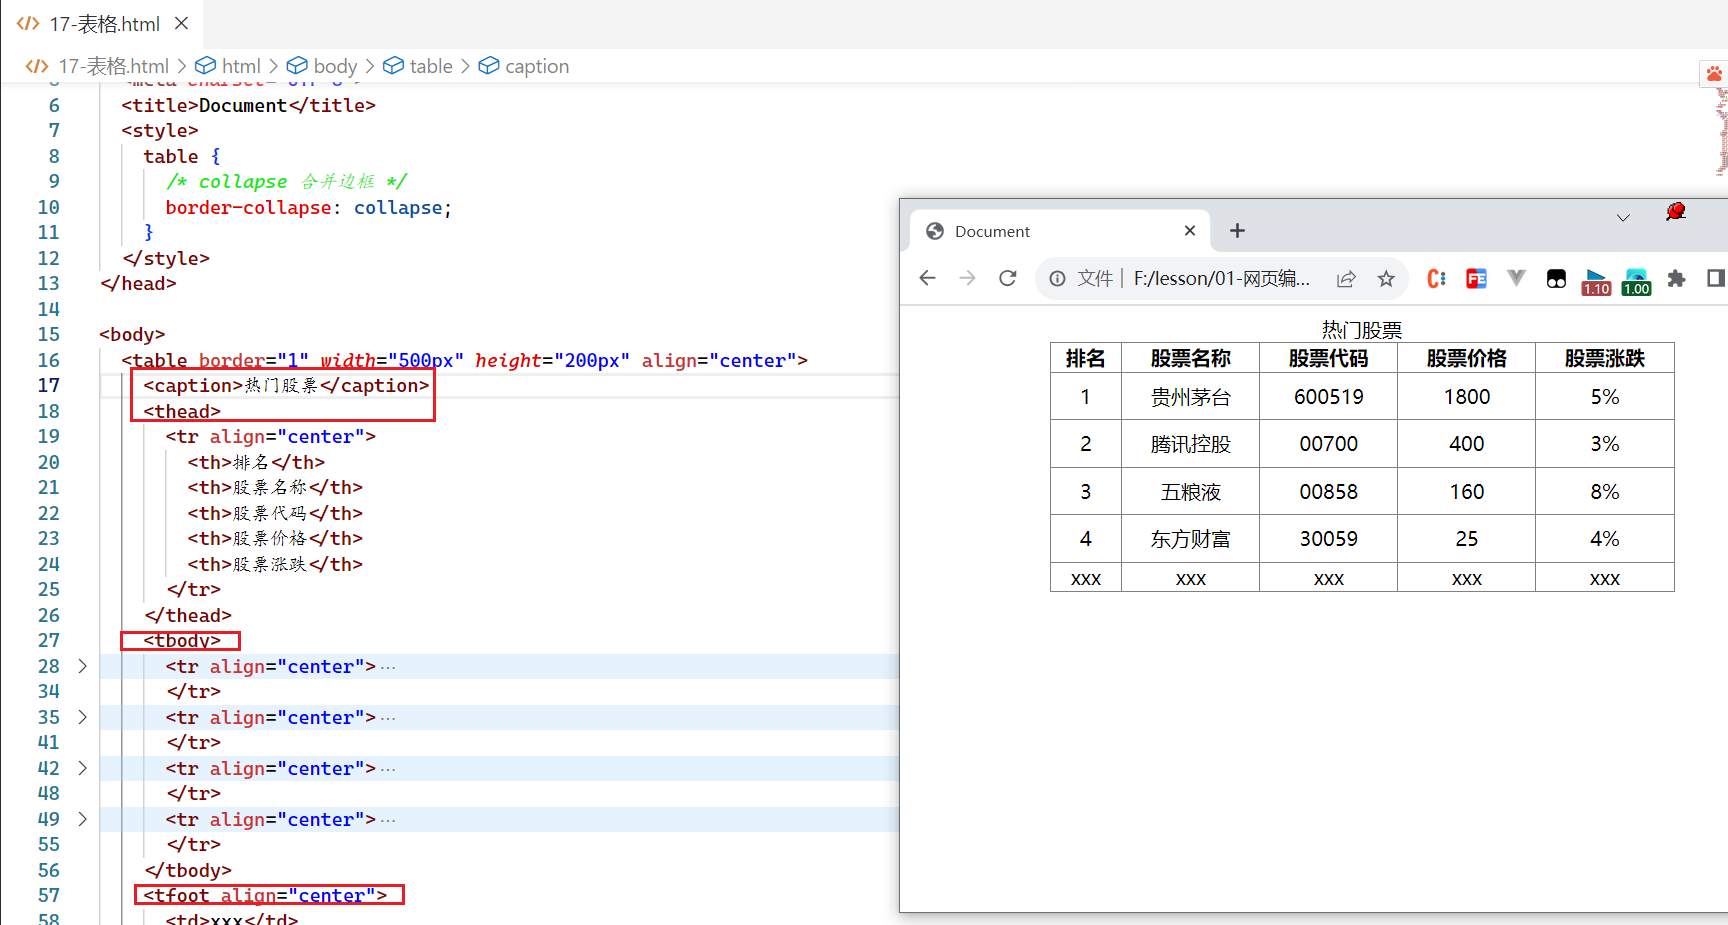 17-表格.html
17-表格.html > html > body > table > caption
6 <title>Document</title>
7 <style>
8 table {
9 /* collapse 合并边框 */
10 border-collapse: collapse;
11 }
12 </style>
13 </head>
14
15 <body>
16 <table border="1" width="500px" height="200px" align="center">
17 <caption>热门股票</caption>
18 <thead>
19 <tr align="center">
20 <th>排名</th>
21 <th>股票名称</th>
22 <th>股票代码</th>
23 <th>股票价格</th>
24 <th>股票涨跌</th>
25 </tr>
26 </thead>
27 <tbody>
28 <tr align="center">···
34 </tr>
35 <tr align="center">···
41 </tr>
42 <tr align="center">···
48 </tr>
49 <tr align="center">···
55 </tr>
56 </tbody>
57 <tfoot align="center">
58 <td>xxx</td>
Document
文件 | F:/lesson/01-网页编...
1.10 1.00
热门股票
排名 股票名称 股票代码 股票价格 股票涨跌
1 贵州茅台 600519 1800 5%
2 腾讯控股 00700 400 3%
3 五粮液 00858 160 8%
4 东方财富 30059 25 4%
xxx xxx xxx xxx xxx